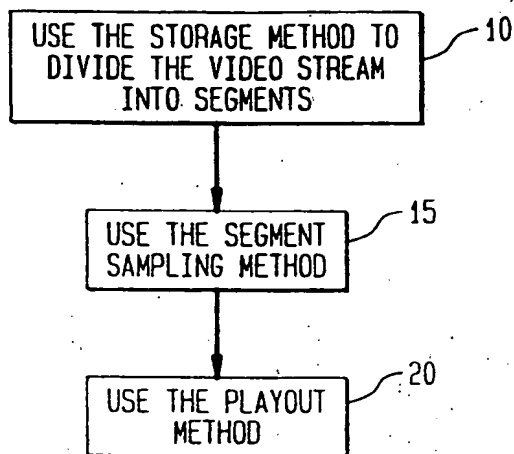 USE THE STORAGE METHOD TO
DIVIDE THE VIDEO STREAM
INTO SEGMENTS
10
USE THE SEGMENT
SAMPLING METHOD
15
USE THE PLAYOUT
METHOD
20